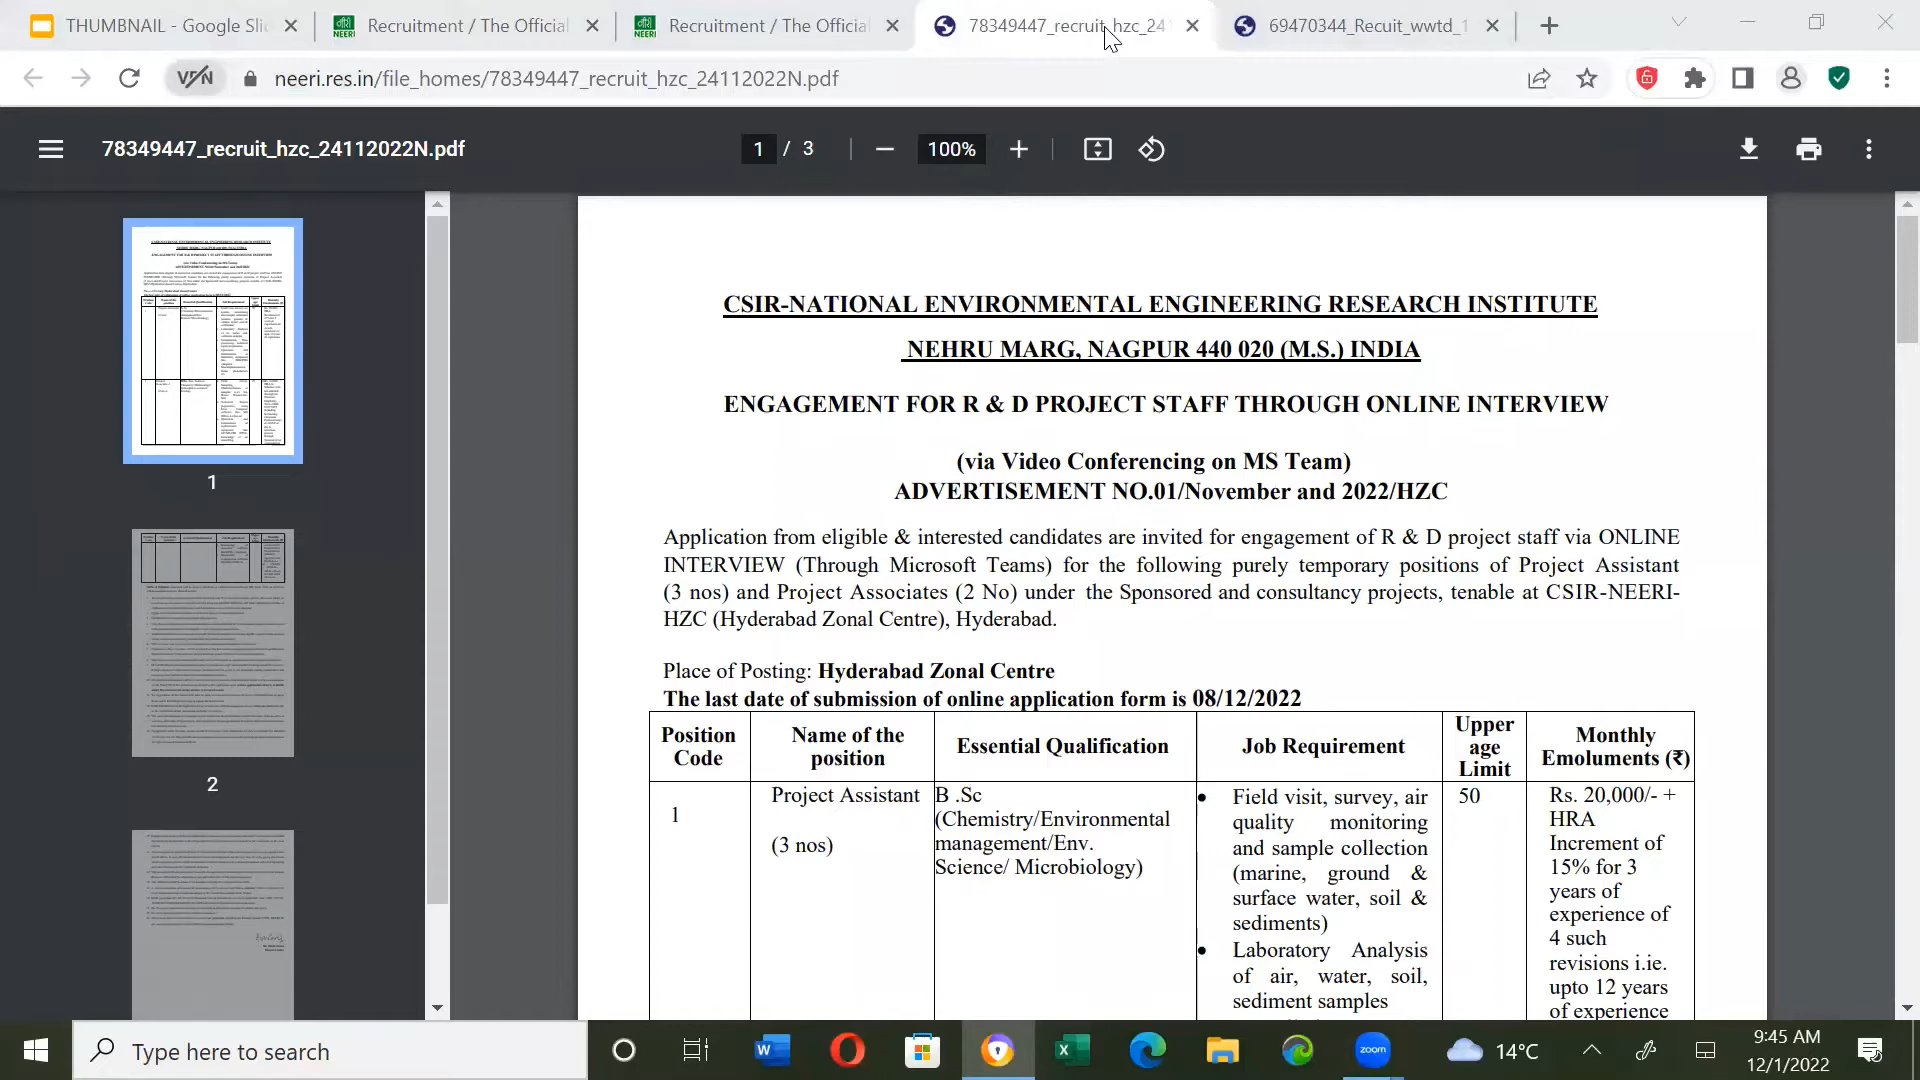 THUMBNAIL - Google Sli
Recruitment / The Official
Recruitment / The Official
78349447_recruit_hzc_241
69470344_Recuit_wwtd_1
VPN
neeri.res.in/file_homes/78349447_recruit_hzc_24112022N.pdf
78349447_recruit_hzc_24112022N.pdf
1 / 3
100%
1
2
CSIR-NATIONAL ENVIRONMENTAL ENGINEERING RESEARCH INSTITUTE
NEHRU MARG, NAGPUR 440 020 (M.S.) INDIA
ENGAGEMENT FOR R & D PROJECT STAFF THROUGH ONLINE INTERVIEW
(via Video Conferencing on MS Team)
ADVERTISEMENT NO.01/November and 2022/HZC
Application from eligible & interested candidates are invited for engagement of R & D project staff via ONLINE
INTERVIEW (Through Microsoft Teams) for the following purely temporary positions of Project Assistant
(3 nos) and Project Associates (2 No) under the Sponsored and consultancy projects, tenable at CSIR-NEERI-
HZC (Hyderabad Zonal Centre), Hyderabad.
Place of Posting: Hyderabad Zonal Centre
The last date of submission of online application form is 08/12/2022
Position Code
Name of the position
Essential Qualification
Job Requirement
Upper age Limit
Monthly Emoluments (₹)
1
Project Assistant
(3 nos)
B .Sc
(Chemistry/Environmental
management/Env.
Science/ Microbiology)
• Field visit, survey, air
quality monitoring
and sample collection
(marine, ground &
surface water, soil &
sediments)
• Laboratory Analysis
of air, water, soil,
sediment samples
50
Rs. 20,000/- +
HRA
Increment of
15% for 3
years of
experience of
4 such
revisions i.ie.
upto 12 years
of experience
Type here to search
zoom
14°C
9:45 AM
12/1/2022